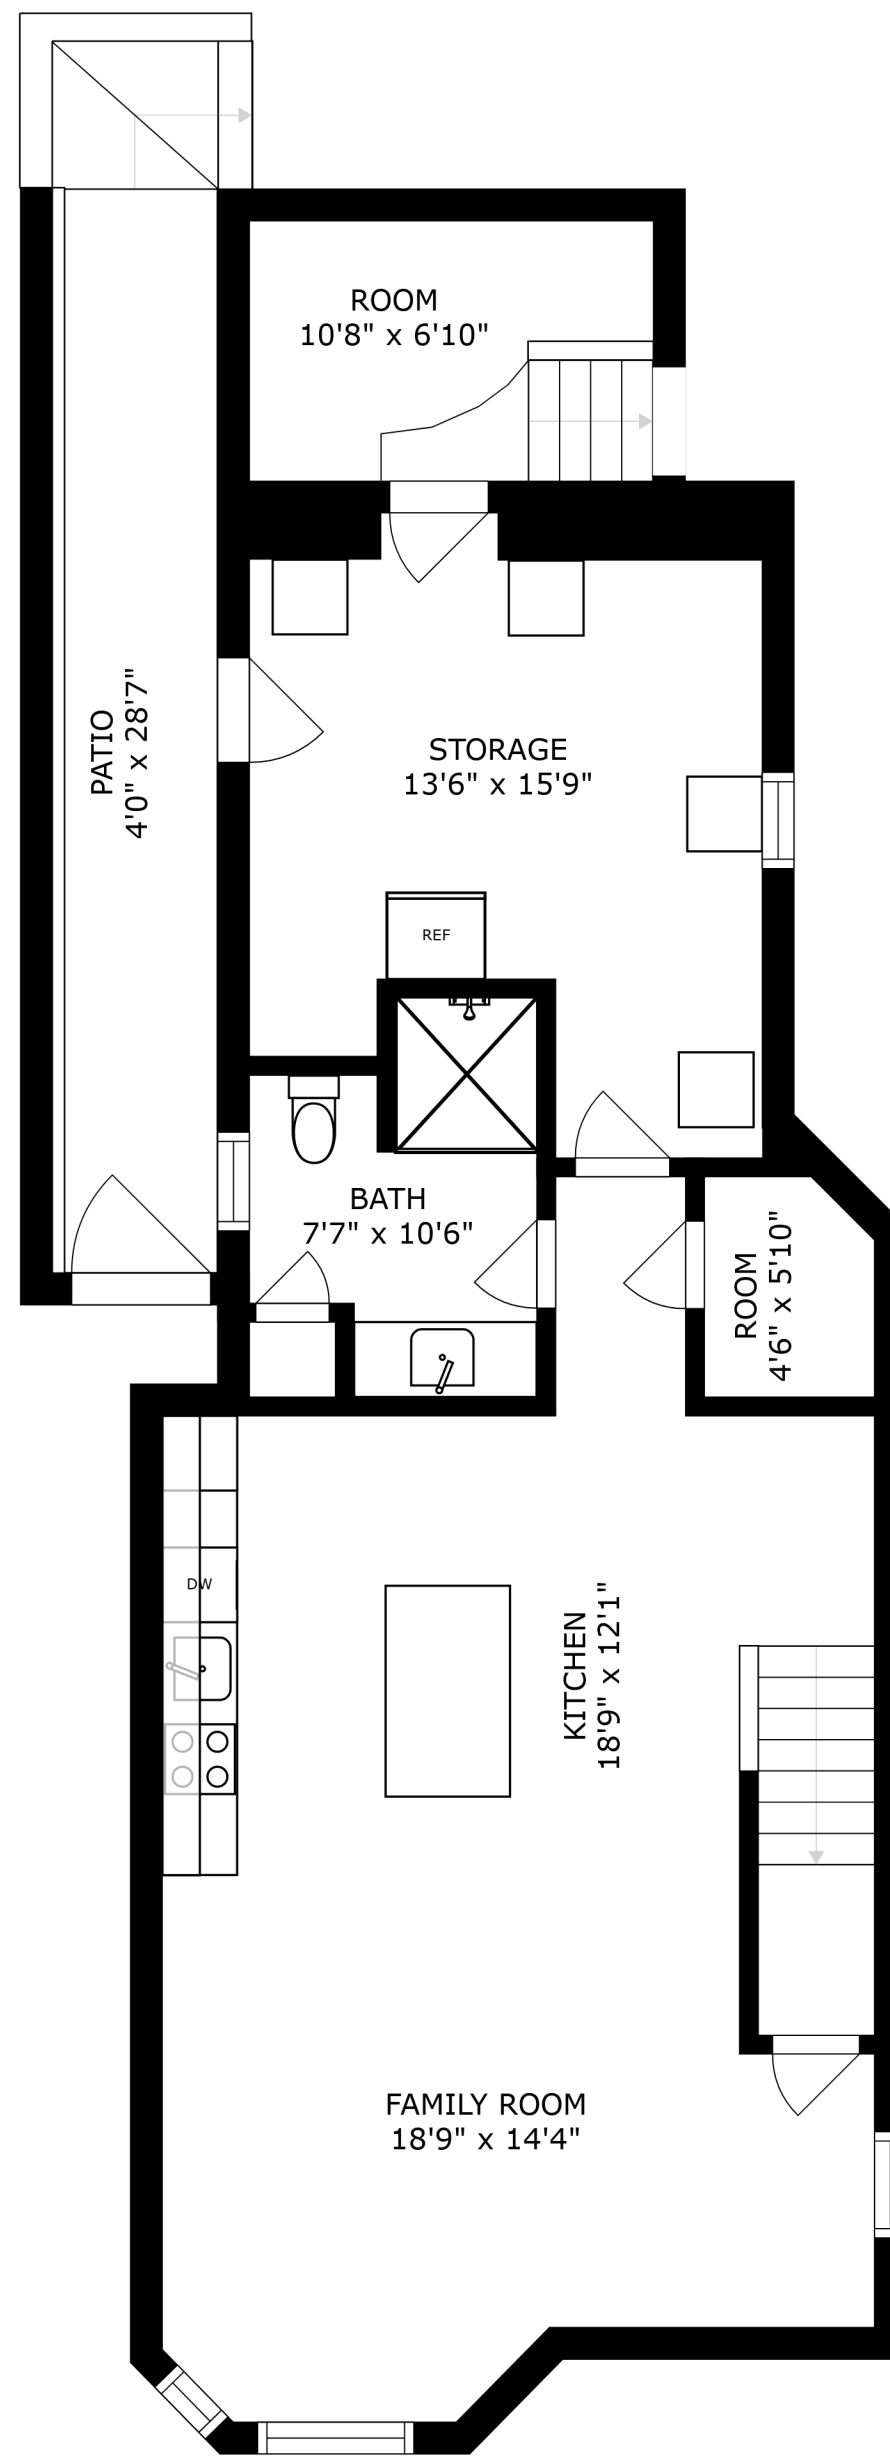 ROOM
10'8" x 6'10"
PATIO
4'0" x 28'7"
STORAGE
13'6" x 15'9"
REF
BATH
7'7" x 10'6"
ROOM
4'6" x 5'10"
DW
KITCHEN
18'9" x 12'1"
FAMILY ROOM
18'9" x 14'4"